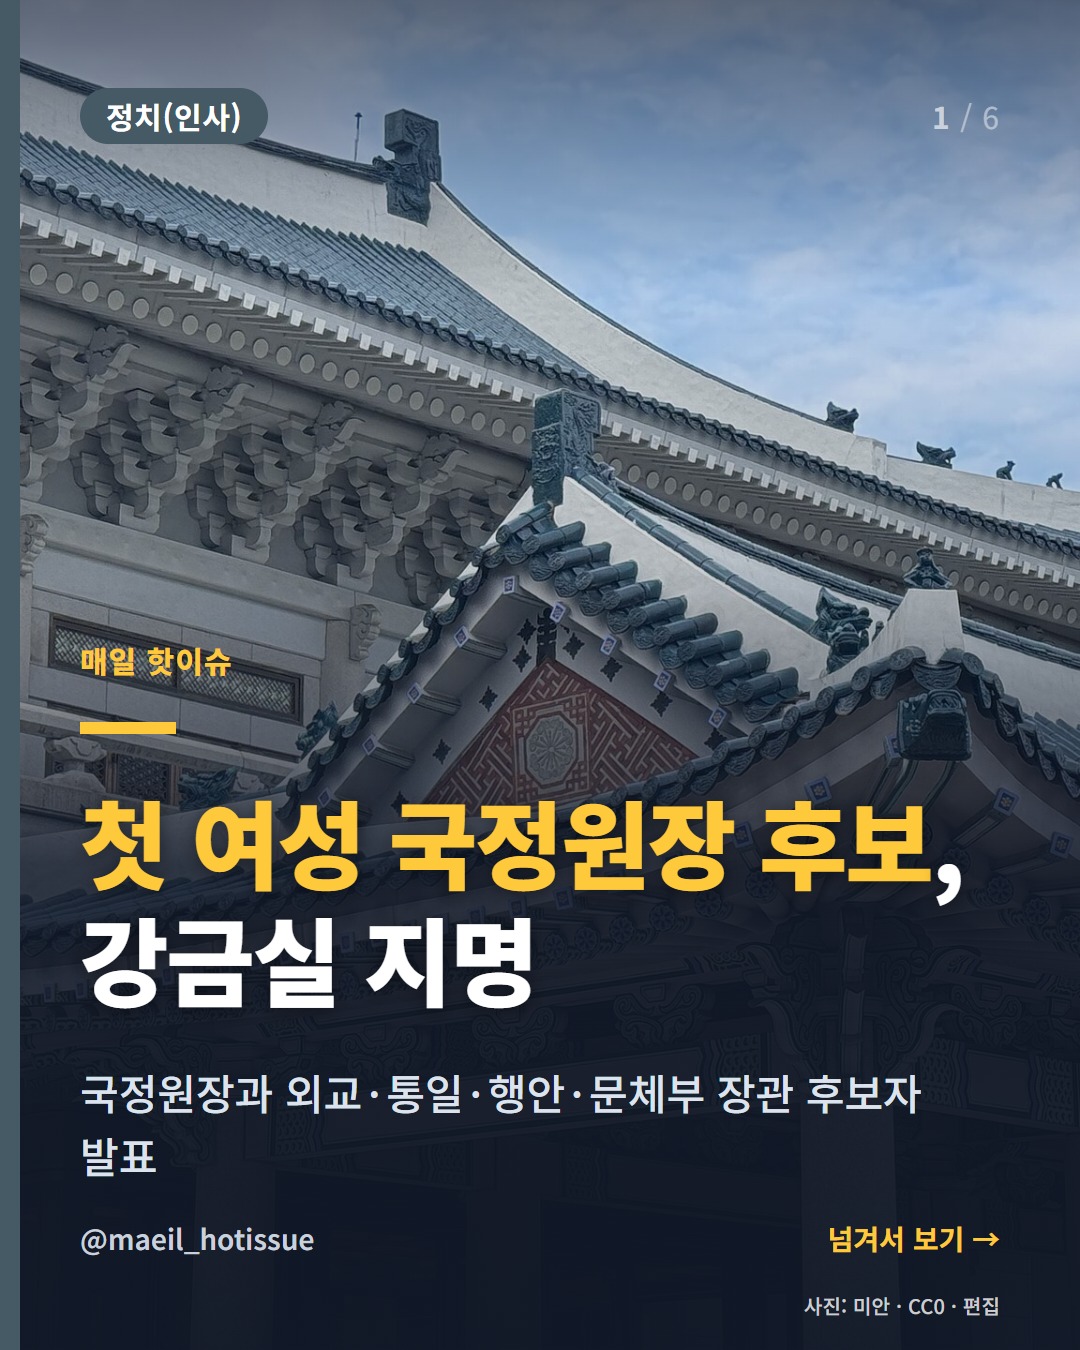 정치(인사)
1 / 6
매일 핫이슈
첫 여성 국정원장 후보,
강금실 지명
국정원장과 외교·통일·행안·문체부 장관 후보자
발표
@maeil_hotissue
넘겨서 보기 →
사진: 미안 · CC0 · 편집